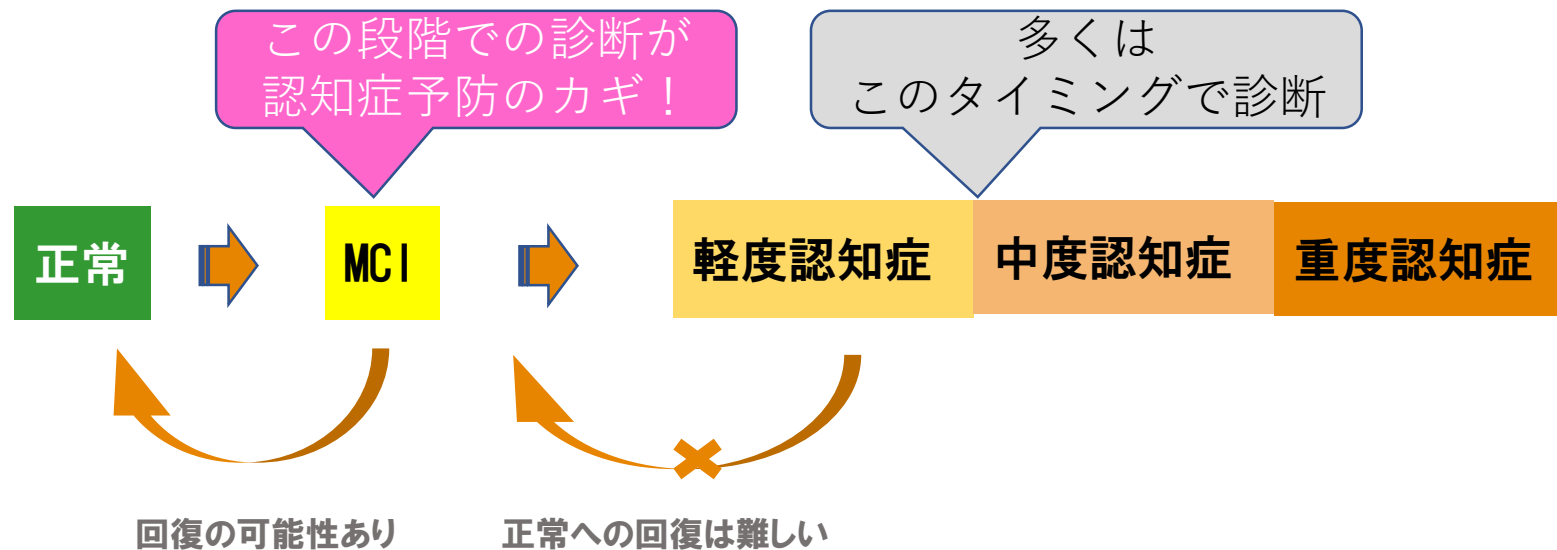 この段階での診断が
認知症予防のカギ！
多くは
このタイミングで診断
正常
MCI
軽度認知症
中度認知症
重度認知症
回復の可能性あり
正常への回復は難しい